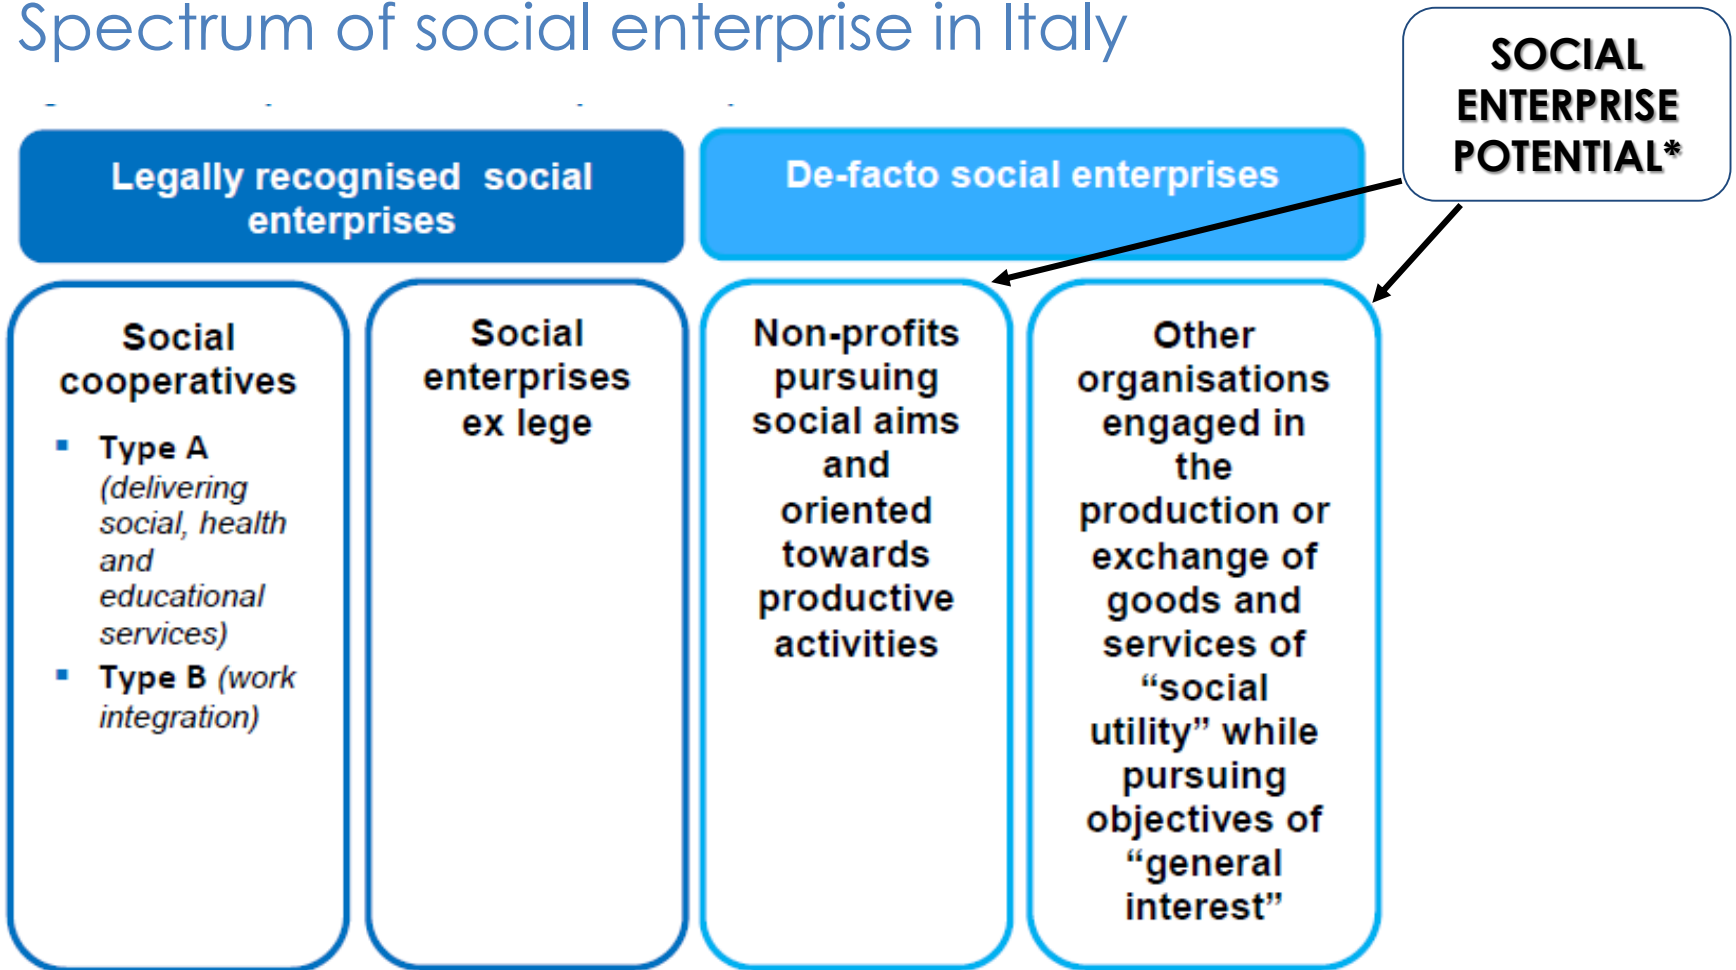 Spectrum of social enterprise in Italy
SOCIAL
ENTERPRISE
POTENTIAL*
Legally recognised social
enterprises
De-facto social enterprises
Social
cooperatives
▪ Type A
(delivering
social, health
and
educational
services)
▪ Type B (work
integration)
Social
enterprises
ex lege
Non-profits
pursuing
social aims
and
oriented
towards
productive
activities
Other
organisations
engaged in
the
production or
exchange of
goods and
services of
“social
utility” while
pursuing
objectives of
“general
interest”